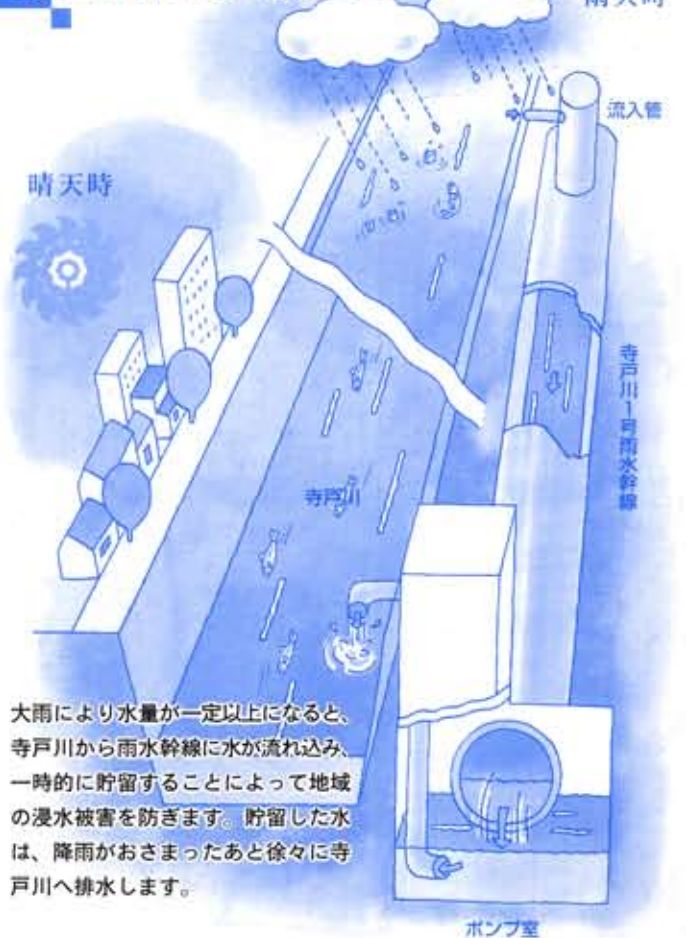 雨天時
流入管
晴天時
寺戸川1号雨水幹線
寺戸川
大雨により水量が一定以上になると、
寺戸川から雨水幹線に水が流れ込み、
一時的に貯留することによって地域
の浸水被害を防ぎます。貯留した水
は、降雨がおさまったあと徐々に寺
戸川へ排水します。
ポンプ室